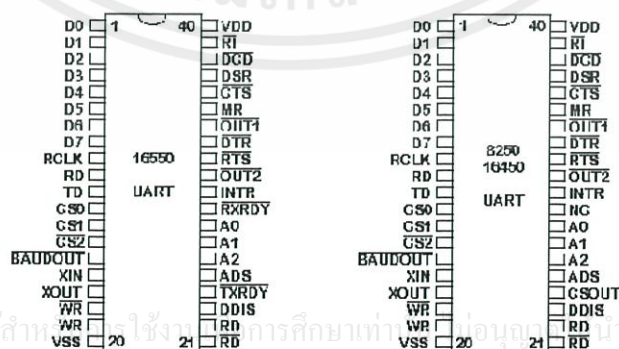 D0 1 40 VDD
D1 RI
D2 DCD
D3 DSR
D4 CTS
D5 MR
D6 OUT1
D7 DTR
RCLK 16550 RTS
RD OUT2
TD UART INTR
CS0 RXRDY
CS1 A0
CS2 A1
BAUDOUT A2
XIN ADS
XOUT TXRDY
WR DDIS
WR RD
VSS 20 21 RD
D0 1 40 VDD
D1 RI
D2 DCD
D3 DSR
D4 CTS
D5 MR
D6 OUT1
D7 DTR
RCLK 8250 RTS
RD 16450 OUT2
TD UART INTR
CS0 NC
CS1 A0
CS2 A1
BAUDOUT A2
XIN ADS
XOUT CSOUT
WR DDIS
WR RD
VSS 20 21 RD